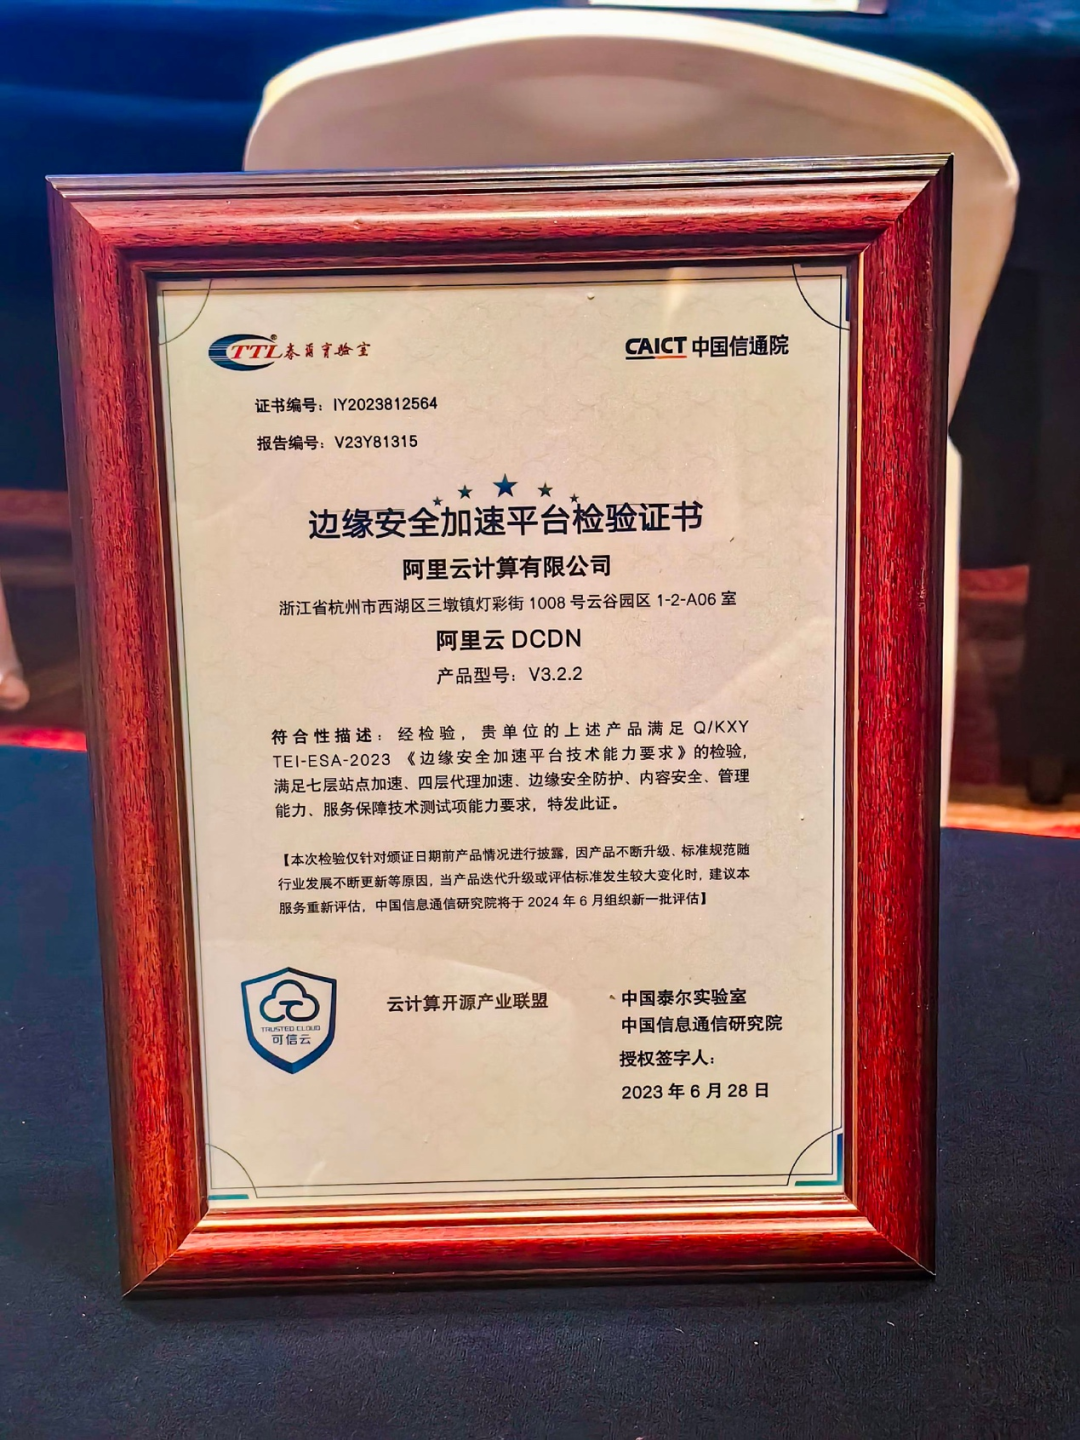 TTL® 泰尔实验室
CAICT 中国信通院
证书编号：IY2023812564
报告编号：V23Y81315
边缘安全加速平台检验证书
阿里云计算有限公司
浙江省杭州市西湖区三墩镇灯彩街 1008 号云谷园区 1-2-A06 室
阿里云 DCDN
产品型号：V3.2.2
符合性描述：经检验，贵单位的上述产品满足 Q/KXY
TEI-ESA-2023 《边缘安全加速平台技术能力要求》的检验，
满足七层站点加速、四层代理加速、边缘安全防护、内容安全、管理
能力、服务保障技术测试项能力要求，特发此证。
【本次检验仅针对颁证日期前产品情况进行披露，因产品不断升级、标准规范随
行业发展不断更新等原因，当产品迭代升级或评估标准发生较大变化时，建议本
服务重新评估，中国信息通信研究院将于 2024 年 6 月组织新一批评估】
TRUSTED CLOUD
可信云
云计算开源产业联盟
中国泰尔实验室
中国信息通信研究院
授权签字人：
2023 年 6 月 28 日